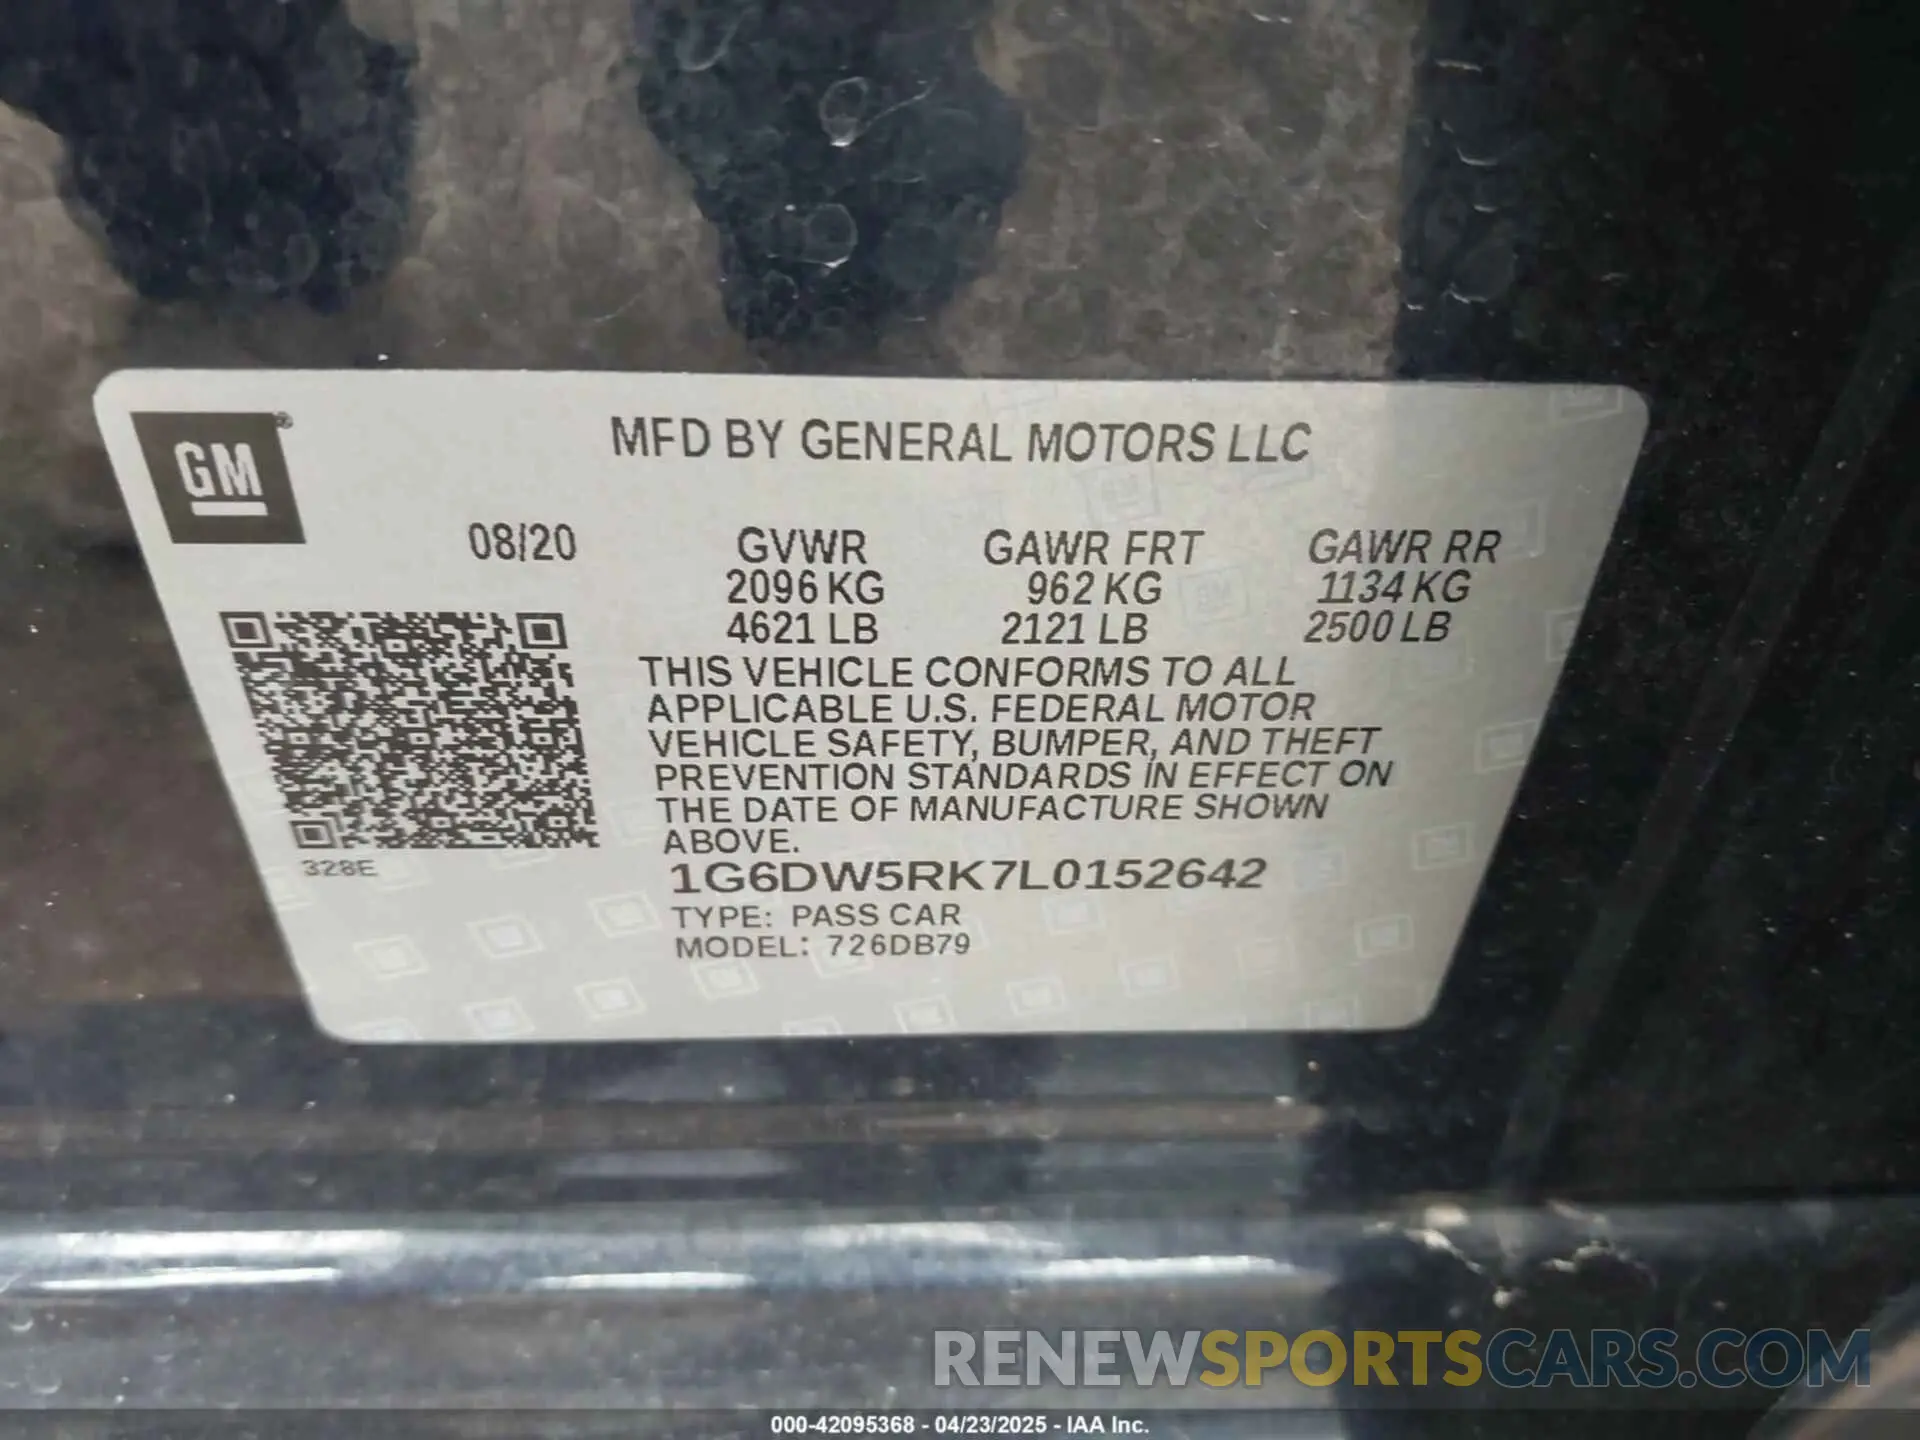 GM®
MFD BY GENERAL MOTORS LLC
08/20 GVWR GAWR FRT GAWR RR
2096 KG 962 KG 1134 KG
4621 LB 2121 LB 2500 LB
THIS VEHICLE CONFORMS TO ALL
APPLICABLE U.S. FEDERAL MOTOR
VEHICLE SAFETY, BUMPER, AND THEFT
PREVENTION STANDARDS IN EFFECT ON
THE DATE OF MANUFACTURE SHOWN
ABOVE.
328E
1G6DW5RK7L0152642
TYPE: PASS CAR
MODEL: 726DB79
RENEWSPORTSCARS.COM
000-42095368 - 04/23/2025 - IAA Inc.